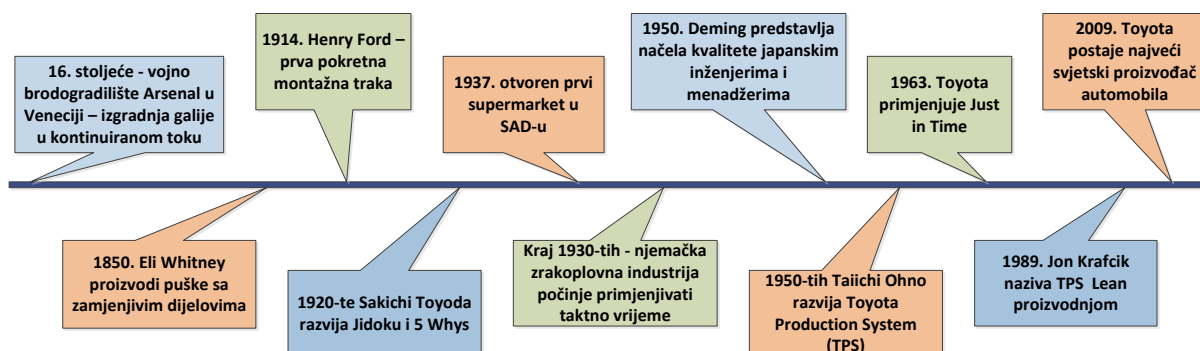 16. stoljeće - vojno
brodogradilište Arsenal u
Veneciji – izgradnja galije
u kontinuiranom toku
1850. Eli Whitney
proizvodi puške sa
zamjenjivim dijelovima
1914. Henry Ford –
prva pokretna
montažna traka
1920-te Sakichi Toyoda
razvija Jidoku i 5 Whys
1937. otvoren prvi
supermarket u
SAD-u
Kraj 1930-tih - njemačka
zrakoplovna industrija
počinje primjenjivati
taktno vrijeme
1950. Deming predstavlja
načela kvalitete japanskim
inženjerima i
menadžerima
1950-tih Taiichi Ohno
razvija Toyota
Production System
(TPS)
1963. Toyota
primjenjuje Just
in Time
1989. Jon Krafcik
naziva TPS Lean
proizvodnjom
2009. Toyota
postaje najveći
svjetski proizvođač
automobila